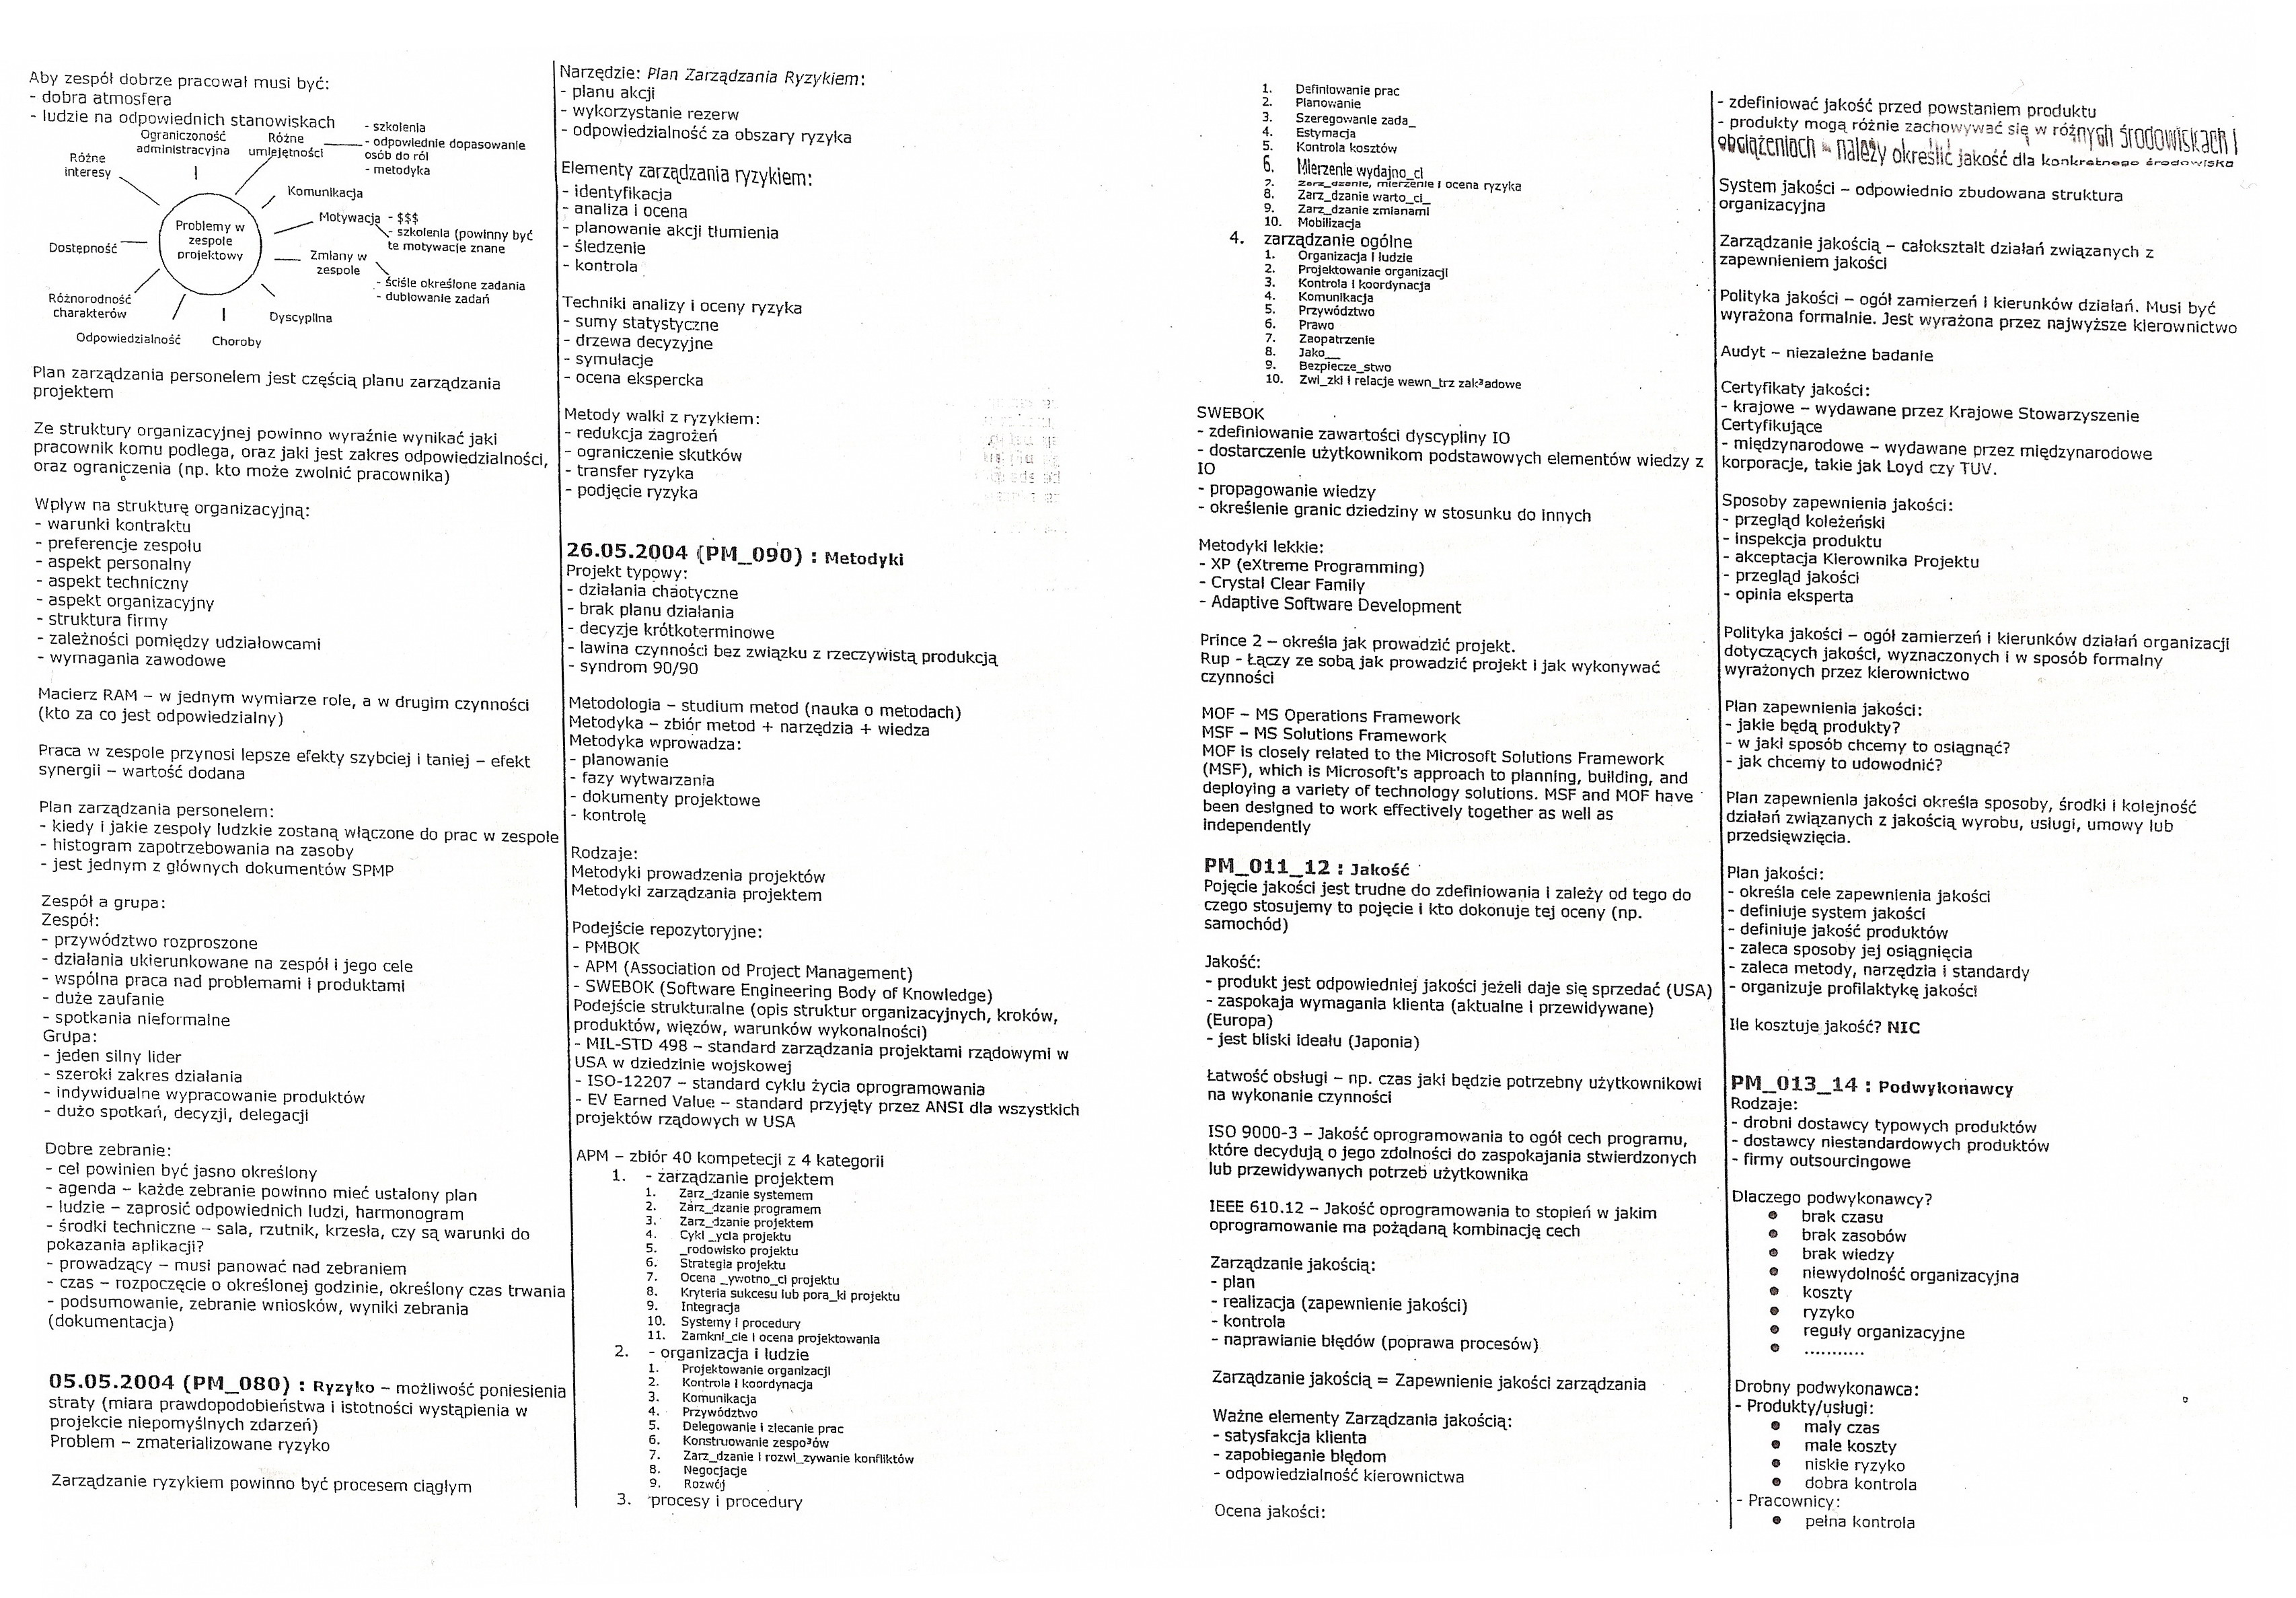 Aby zespół dobrze pracował musi być:
- dobra atmosfera
- ludzie na odpowiednich stanowiskach
Ograniczoność
administracyjna
Różne
umiejętności
- szkolenia
- odpowiednie dopasowanie
osób do ról
- metodyka
Różne
interesy
Komunikacja
Problemy w
zespole
projektowy
Motywacja
- $$$
- szkolenia (powinny być
te motywacje znane
Dostępność
Zmiany w
zespole
- ściśle określone zadania
- dublowanie zadań
Różnorodność
charakterów
Dyscyplina
Odpowiedzialność
Choroby
Plan zarządzania personelem jest częścią planu zarządzania
projektem
Ze struktury organizacyjnej powinno wyraźnie wynikać jaki
pracownik komu podlega, oraz jaki jest zakres odpowiedzialności,
oraz ograniczenia (np. kto może zwolnić pracownika)
Wpływ na strukturę organizacyjną:
- warunki kontraktu
- preferencje zespołu
- aspekt personalny
- aspekt techniczny
- aspekt organizacyjny
- struktura firmy
- zależności pomiędzy udziałowcami
- wymagania zawodowe
Macierz RAM – w jednym wymiarze role, a w drugim czynności
(kto za co jest odpowiedzialny)
Praca w zespole przynosi lepsze efekty szybciej i taniej – efekt
synergii – wartość dodana
Plan zarządzania personelem:
- kiedy i jakie zespoły ludzkie zostaną włączone do prac w zespole
- histogram zapotrzebowania na zasoby
- jest jednym z głównych dokumentów SPMP
Zespół a grupa:
Zespół:
- przywództwo rozproszone
- działania ukierunkowane na zespół i jego cele
- wspólna praca nad problemami i produktami
- duże zaufanie
- spotkania nieformalne
Grupa:
- jeden silny lider
- szeroki zakres działania
- indywidualne wypracowanie produktów
- dużo spotkań, decyzji, delegacji
Dobre zebranie:
- cel powinien być jasno określony
- agenda – każde zebranie powinno mieć ustalony plan
- ludzie – zaprosić odpowiednich ludzi, harmonogram
- środki techniczne – sala, rzutnik, krzesła, czy są warunki do
pokazania aplikacji?
- prowadzący – musi panować nad zebraniem
- czas – rozpoczęcie o określonej godzinie, określony czas trwania
- podsumowanie, zebranie wniosków, wyniki zebrania
(dokumentacja)
05.05.2004 (PM_080) : Ryzyko – możliwość poniesienia
straty (miara prawdopodobieństwa i istotności wystąpienia w
projekcie niepomyślnych zdarzeń)
Problem – zmaterializowane ryzyko
Zarządzanie ryzykiem powinno być procesem ciągłym
Narzędzie: Plan Zarządzania Ryzykiem:
- planu akcji
- wykorzystanie rezerw
- odpowiedzialność za obszary ryzyka
Elementy zarządzania ryzykiem:
- identyfikacja
- analiza i ocena
- planowanie akcji tłumienia
- śledzenie
- kontrola
Techniki analizy i oceny ryzyka
- sumy statystyczne
- drzewa decyzyjne
- symulacje
- ocena ekspercka
Metody walki z ryzykiem:
- redukcja zagrożeń
- ograniczenie skutków
- transfer ryzyka
- podjęcie ryzyka
26.05.2004 (PM_090) : Metodyki
Projekt typowy:
- działania chaotyczne
- brak planu działania
- decyzje krótkoterminowe
- lawina czynności bez związku z rzeczywistą produkcją
- syndrom 90/90
Metodologia – studium metod (nauka o metodach)
Metodyka – zbiór metod + narzędzia + wiedza
Metodyka wprowadza:
- planowanie
- fazy wytwarzania
- dokumenty projektowe
- kontrolę
Rodzaje:
Metodyki prowadzenia projektów
Metodyki zarządzania projektem
Podejście repozytoryjne:
- PMBOK
- APM (Association od Project Management)
- SWEBOK (Software Engineering Body of Knowledge)
Podejście strukturalne (opis struktur organizacyjnych, kroków,
produktów, więzów, warunków wykonalności)
- MIL-STD 498 – standard zarządzania projektami rządowymi w
USA w dziedzinie wojskowej
- ISO-12207 – standard cyklu życia oprogramowania
- EV Earned Value – standard przyjęty przez ANSI dla wszystkich
projektów rządowych w USA
APM – zbiór 40 kompetecji z 4 kategorii
1. - zarządzanie projektem
1. Zarz_dzanie systemem
2. Zarz_dzanie programem
3. Zarz_dzanie projektem
4. Cykl _ycia projektu
5. _rodowisko projektu
6. Strategia projektu
7. Ocena _ywotno_ci projektu
8. Kryteria sukcesu lub pora_ki projektu
9. Integracja
10. Systemy i procedury
11. Zamkni_cie i ocena projektowania
2. - organizacja i ludzie
1. Projektowanie organizacji
2. Kontrola i koordynacja
3. Komunikacja
4. Przywództwo
5. Delegowanie i zlecanie prac
6. Konstruowanie zespo³ów
7. Zarz_dzanie i rozwi_zywanie konfliktów
8. Negocjacje
9. Rozwój
3. procesy i procedury
1. Definiowanie prac
2. Planowanie
3. Szeregowanie zada_
4. Estymacja
5. Kontrola kosztów
6. Mierzenie wydajno_ci
7. Zarz_dzanie, mierzenie i ocena ryzyka
8. Zarz_dzanie warto_ci_
9. Zarz_dzanie zmianami
10. Mobilizacja
4. zarządzanie ogólne
1. Organizacja i ludzie
2. Projektowanie organizacji
3. Kontrola i koordynacja
4. Komunikacja
5. Przywództwo
6. Prawo
7. Zaopatrzenie
8. Jako__
9. Bezpiecze_stwo
10. Zwi_zki i relacje wewn_trz zak³adowe
SWEBOK
- zdefiniowanie zawartości dyscypliny IO
- dostarczenie użytkownikom podstawowych elementów wiedzy z
IO
- propagowanie wiedzy
- określenie granic dziedziny w stosunku do innych
Metodyki lekkie:
- XP (eXtreme Programming)
- Crystal Clear Family
- Adaptive Software Development
Prince 2 – określa jak prowadzić projekt.
Rup - Łączy ze sobą jak prowadzić projekt i jak wykonywać
czynności
MOF – MS Operations Framework
MSF – MS Solutions Framework
MOF is closely related to the Microsoft Solutions Framework
(MSF), which is Microsoft's approach to planning, building, and
deploying a variety of technology solutions. MSF and MOF have
been designed to work effectively together as well as
independently
PM_011_12 : Jakość
Pojęcie jakości jest trudne do zdefiniowania i zależy od tego do
czego stosujemy to pojęcie i kto dokonuje tej oceny (np.
samochód)
Jakość:
- produkt jest odpowiedniej jakości jeżeli daje się sprzedać (USA)
- zaspokaja wymagania klienta (aktualne i przewidywane)
(Europa)
- jest bliski ideału (Japonia)
Łatwość obsługi – np. czas jaki będzie potrzebny użytkownikowi
na wykonanie czynności
ISO 9000-3 – Jakość oprogramowania to ogół cech programu,
które decydują o jego zdolności do zaspokajania stwierdzonych
lub przewidywanych potrzeb użytkownika
IEEE 610.12 – Jakość oprogramowania to stopień w jakim
oprogramowanie ma pożądaną kombinację cech
Zarządzanie jakością:
- plan
- realizacja (zapewnienie jakości)
- kontrola
- naprawianie błędów (poprawa procesów)
Zarządzanie jakością = Zapewnienie jakości zarządzania
Ważne elementy Zarządzania jakością:
- satysfakcja klienta
- zapobieganie błędom
- odpowiedzialność kierownictwa
Ocena jakości:
- zdefiniować jakość przed powstaniem produktu
- produkty mogą różnie zachowywać się w różnych środowiskach i
obciążeniach – należy określić jakość dla konkretnego środowiska
System jakości – odpowiednio zbudowana struktura
organizacyjna
Zarządzanie jakością – całokształt działań związanych z
zapewnieniem jakości
Polityka jakości – ogół zamierzeń i kierunków działań. Musi być
wyrażona formalnie. Jest wyrażona przez najwyższe kierownictwo
Audyt – niezależne badanie
Certyfikaty jakości:
- krajowe – wydawane przez Krajowe Stowarzyszenie
Certyfikujące
- międzynarodowe – wydawane przez międzynarodowe
korporacje, takie jak Loyd czy TUV.
Sposoby zapewnienia jakości:
- przegląd koleżeński
- inspekcja produktu
- akceptacja Kierownika Projektu
- przegląd jakości
- opinia eksperta
Polityka jakości – ogół zamierzeń i kierunków działań organizacji
dotyczących jakości, wyznaczonych i w sposób formalny
wyrażonych przez kierownictwo
Plan zapewnienia jakości:
- jakie będą produkty?
- w jaki sposób chcemy to osiągnąć?
- jak chcemy to udowodnić?
Plan zapewnienia jakości określa sposoby, środki i kolejność
działań związanych z jakością wyrobu, usługi, umowy lub
przedsięwzięcia.
Plan jakości:
- określa cele zapewnienia jakości
- definiuje system jakości
- definiuje jakość produktów
- zaleca sposoby jej osiągnięcia
- zaleca metody, narzędzia i standardy
- organizuje profilaktykę jakości
Ile kosztuje jakość? NIC
PM_013_14 : Podwykonawcy
Rodzaje:
- drobni dostawcy typowych produktów
- dostawcy niestandardowych produktów
- firmy outsourcingowe
Dlaczego podwykonawcy?
● brak czasu
● brak zasobów
● brak wiedzy
● niewydolność organizacyjna
● koszty
● ryzyko
● reguły organizacyjne
● ...........
Drobny podwykonawca:
- Produkty/usługi:
● mały czas
● małe koszty
● niskie ryzyko
● dobra kontrola
- Pracownicy:
● pełna kontrola